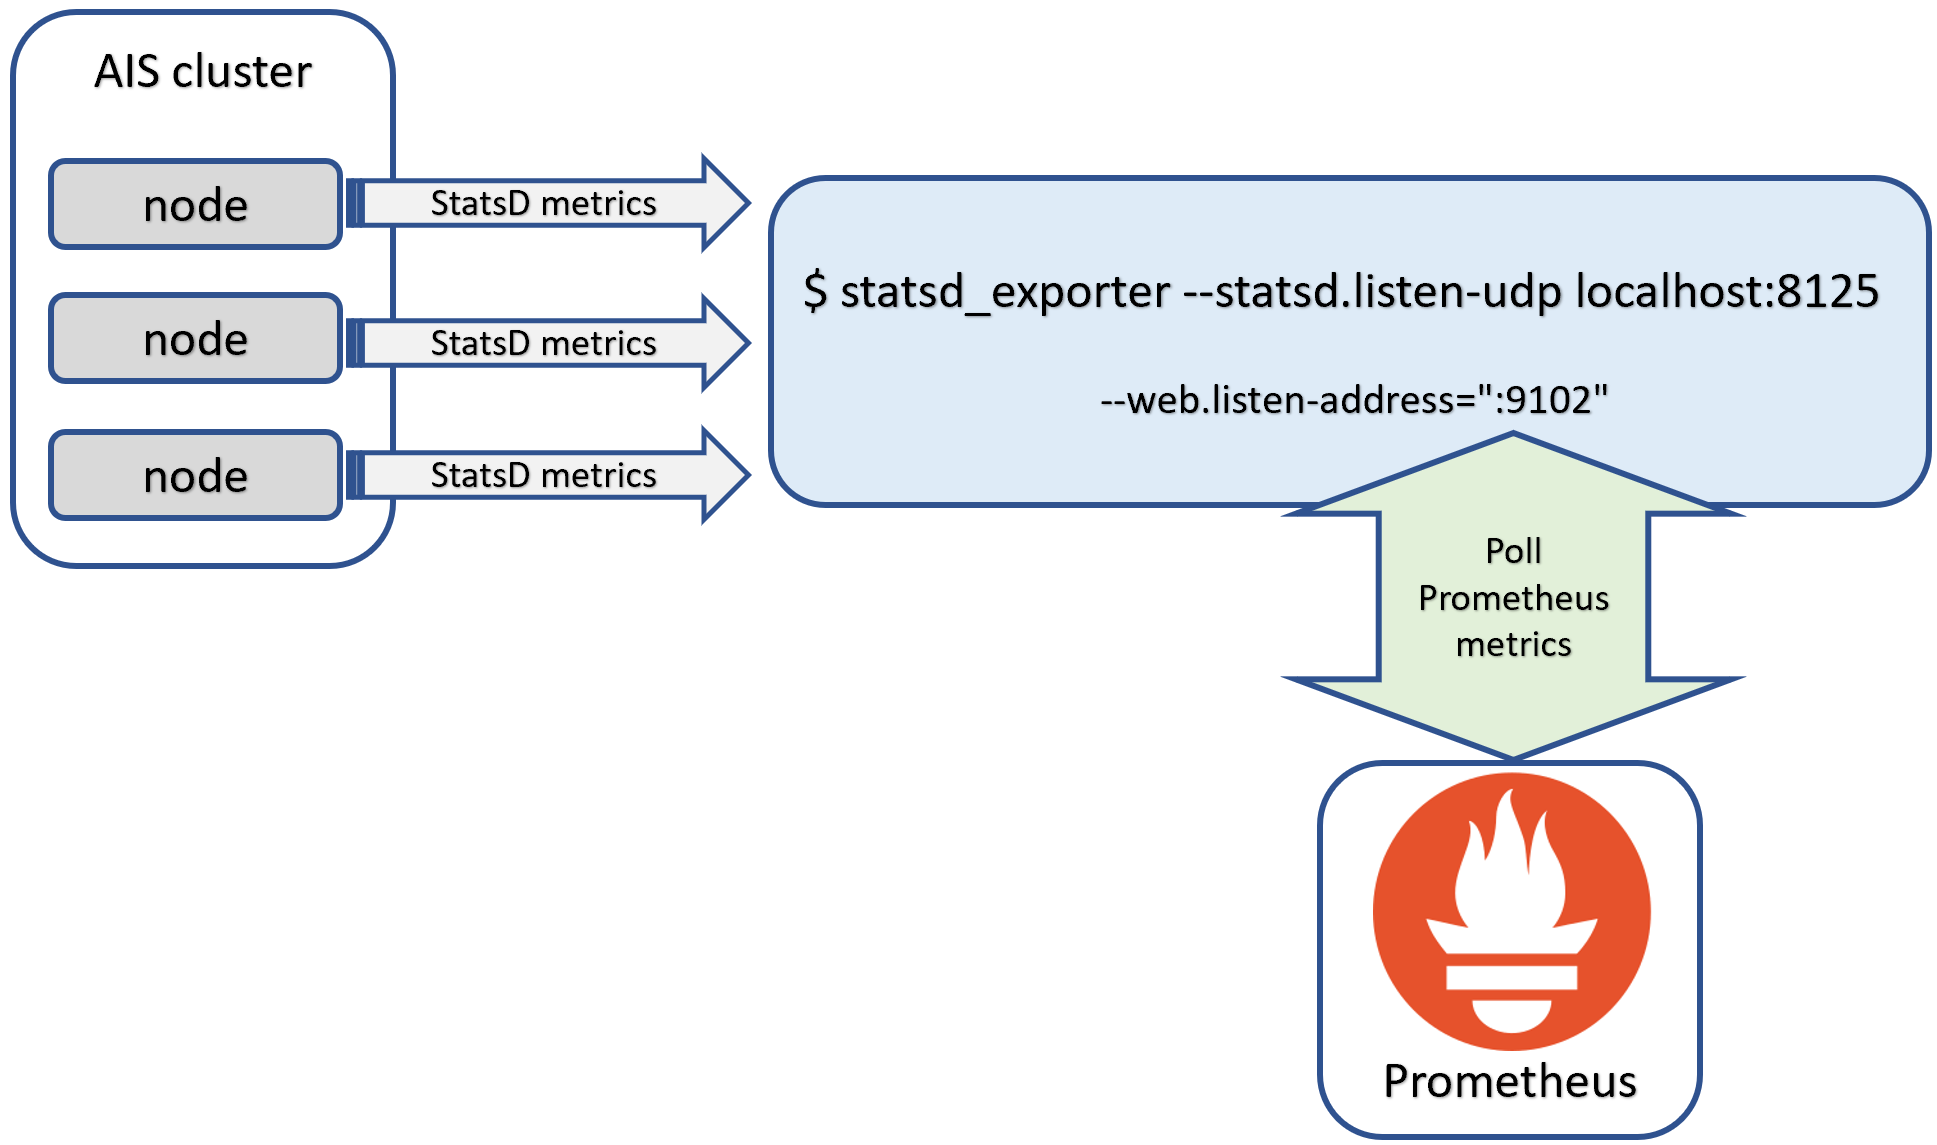 AIS cluster
node
StatsD metrics
node
StatsD metrics
node
StatsD metrics
$ statsd_exporter --statsd.listen-udp localhost:8125
--web.listen-address=":9102"
Poll
Prometheus
metrics
Prometheus